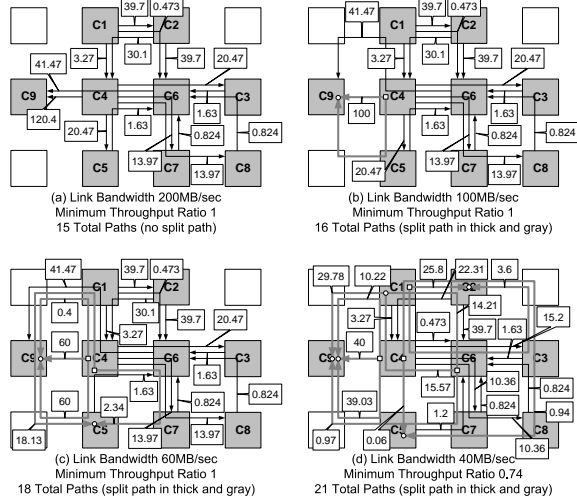 39.7
0.473
C1
C2
3.27
30.1
39.7
20.47
41.47
C9
C4
C6
C3
120.4
1.63
1.63
0.824
0.824
20.47
13.97
13.97
C5
C7
C8
(a) Link Bandwidth 200MB/sec
Minimum Throughput Ratio 1
15 Total Paths (no split path)
41.47
39.7
0.473
C1
C2
3.27
30.1
39.7
20.47
C9
C4
C6
C3
100
1.63
1.63
0.824
0.824
20.47
13.97
13.97
C5
C7
C8
(b) Link Bandwidth 100MB/sec
Minimum Throughput Ratio 1
16 Total Paths (split path in thick and gray)
41.47
39.7
0.473
C1
C2
0.4
30.1
39.7
20.47
3.27
C9
C4
C6
C3
60
1.63
1.63
0.824
0.824
60
2.34
18.13
13.97
13.97
C5
C7
C8
(c) Link Bandwidth 60MB/sec
Minimum Throughput Ratio 1
18 Total Paths (split path in thick and gray)
29.78
10.22
25.8
22.31
3.6
C1
14.21
3.27
0.473
39.7
1.63
15.2
40
C6
C3
15.57
10.36
0.824
39.03
1.2
0.824
0.94
0.97
0.06
10.36
C7
C8
(d) Link Bandwidth 40MB/sec
Minimum Throughput Ratio 0,74
21 Total Paths (split path in thick and gray)